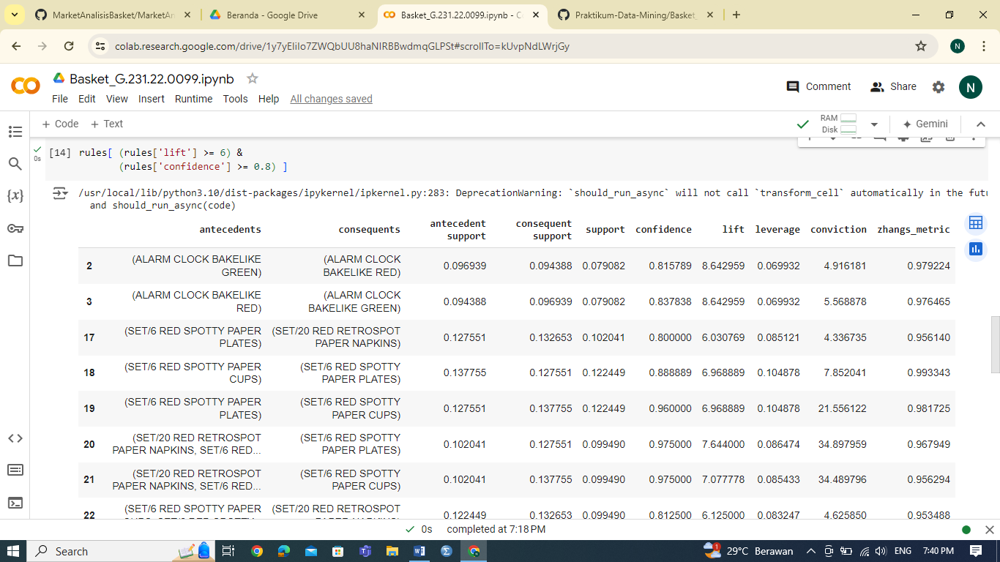 MarketAnalisisBasket/MarketAn
Beranda - Google Drive
Basket_G.231.22.0099.ipynb - C
Praktikum-Data-Mining/Basket_
colab.research.google.com/drive/1y7yEliIo7ZWQbUU8haNIRBBwdmqGLPSt#scrollTo=kUvpNdLWrjGy
N
Basket_G.231.22.0099.ipynb
File Edit View Insert Runtime Tools Help All changes saved
Comment
Share
N
+ Code + Text
RAM
Disk
Gemini
0s
[14] rules[ (rules['lift'] >= 6) &
(rules['confidence'] >= 0.8) ]
/usr/local/lib/python3.10/dist-packages/ipykernel/ipkernel.py:283: DeprecationWarning: `should_run_async` will not call `transform_cell` automatically in the futu
and should_run_async(code)
antecedents consequents antecedent support consequent support support confidence lift leverage conviction zhangs_metric
2 (ALARM CLOCK BAKELIKE GREEN) (ALARM CLOCK BAKELIKE RED) 0.096939 0.094388 0.079082 0.815789 8.642959 0.069932 4.916181 0.979224
3 (ALARM CLOCK BAKELIKE RED) (ALARM CLOCK BAKELIKE GREEN) 0.094388 0.096939 0.079082 0.837838 8.642959 0.069932 5.568878 0.976465
17 (SET/6 RED SPOTTY PAPER PLATES) (SET/20 RED RETROSPOT PAPER NAPKINS) 0.127551 0.132653 0.102041 0.800000 6.030769 0.085121 4.336735 0.956140
18 (SET/6 RED SPOTTY PAPER CUPS) (SET/6 RED SPOTTY PAPER PLATES) 0.137755 0.127551 0.122449 0.888889 6.968889 0.104878 7.852041 0.993343
19 (SET/6 RED SPOTTY PAPER PLATES) (SET/6 RED SPOTTY PAPER CUPS) 0.127551 0.137755 0.122449 0.960000 6.968889 0.104878 21.556122 0.981725
20 (SET/20 RED RETROSPOT PAPER NAPKINS, SET/6 RED... (SET/6 RED SPOTTY PAPER PLATES) 0.102041 0.127551 0.099490 0.975000 7.644000 0.086474 34.897959 0.967949
21 (SET/20 RED RETROSPOT PAPER NAPKINS, SET/6 RED... (SET/6 RED SPOTTY PAPER CUPS) 0.102041 0.137755 0.099490 0.975000 7.077778 0.085433 34.489796 0.956294
22 (SET/6 RED SPOTTY PAPER (SET/20 RED RETROSPOT 0.122449 0.132653 0.099490 0.812500 6.125000 0.083247 4.625850 0.953488
0s completed at 7:18 PM
Search
1
29°C Berawan
ENG
7:40 PM